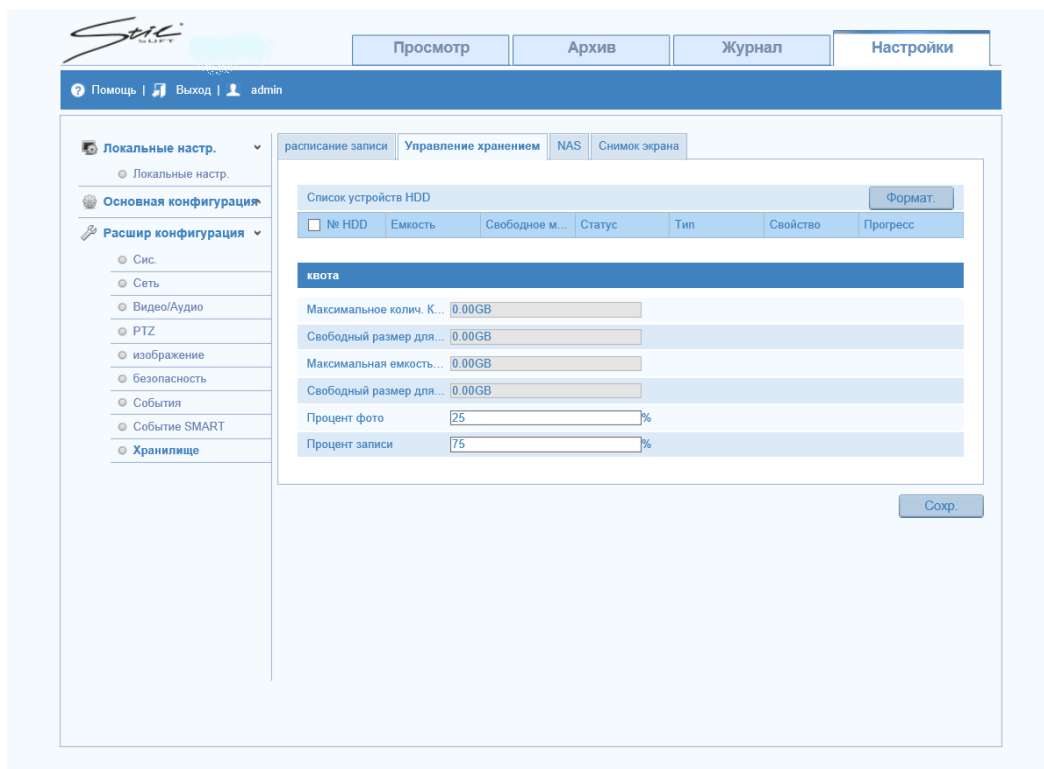 Stil
SOFT
Просмотр Архив Журнал Настройки
Помощь | Выход | admin
Локальные настр.
Локальные настр.
Основная конфигурация
Расшир конфигурация
Сис.
Сеть
Видео/Аудио
PTZ
изображение
безопасность
События
Событие SMART
Хранилище
расписание записи Управление хранением NAS Снимок экрана
Список устройств HDD Формат.
№ HDD Емкость Свободное м... Статус Тип Свойство Прогресс
квота
Максимальное колич. К... 0.00GB
Свободный размер для... 0.00GB
Максимальная емкость... 0.00GB
Свободный размер для... 0.00GB
Процент фото 25 %
Процент записи 75 %
Сохр.